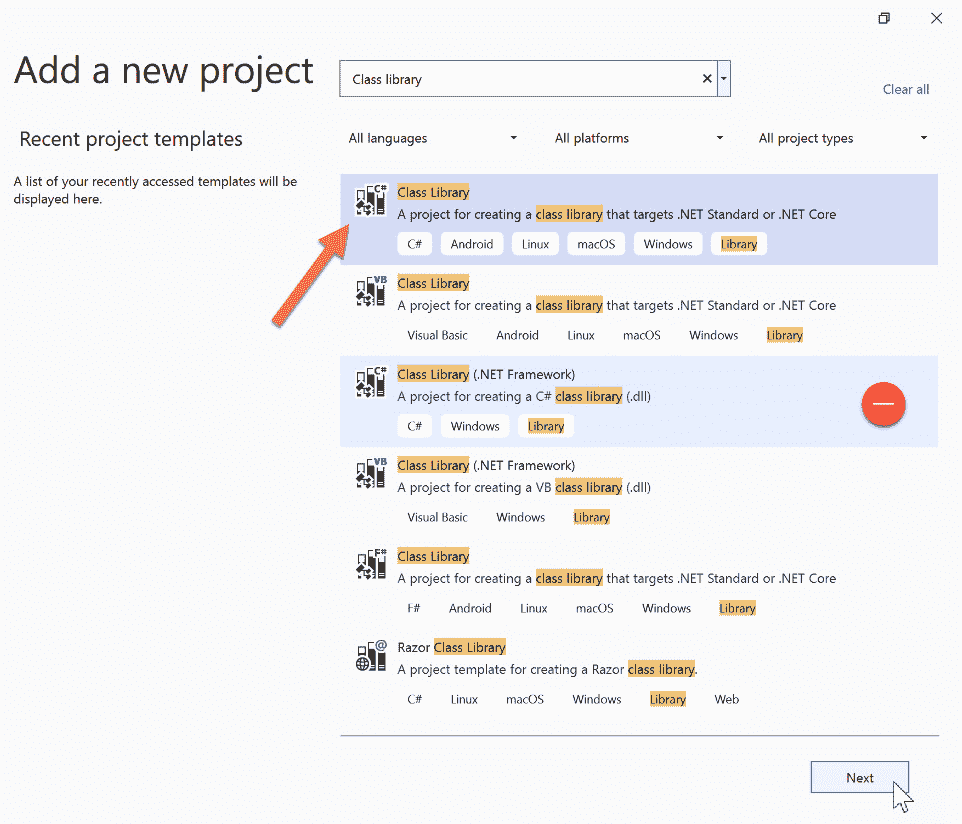 Add a new project
Class library
Clear all
Recent project templates
All languages
All platforms
All project types
A list of your recently accessed templates will be
displayed here.
C#
Class Library
A project for creating a class library that targets .NET Standard or .NET Core
C# Android Linux macOS Windows Library
VB
Class Library
A project for creating a class library that targets .NET Standard or .NET Core
Visual Basic Android Linux macOS Windows Library
C#
Class Library (.NET Framework)
A project for creating a C# class library (.dll)
C# Windows Library
VB
Class Library (.NET Framework)
A project for creating a VB class library (.dll)
Visual Basic Windows Library
F#
Class Library
A project for creating a class library that targets .NET Standard or .NET Core
F# Android Linux macOS Windows Library
@
Razor Class Library
A project template for creating a Razor class library.
C# Linux macOS Windows Library Web
Next